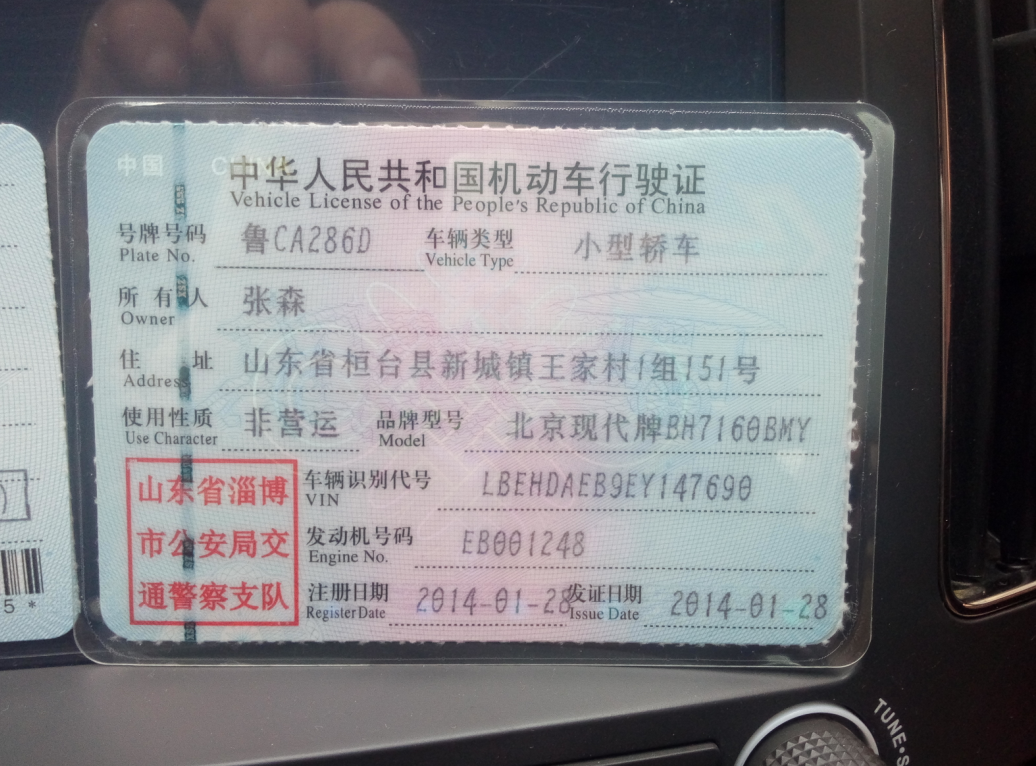 中国 CHINA
中华人民共和国机动车行驶证
Vehicle License of the People's Republic of China
号牌号码 鲁CA286D 车辆类型 小型轿车
Plate No. Vehicle Type
所有人 张森
Owner
住址 山东省桓台县新城镇王家村1组151号
Address
使用性质 非营运 品牌型号 北京现代牌BH7160BMY
Use Character Model
山东省淄博
市公安局交
通警察支队
车辆识别代号 LBEHDAEB9EY147690
VIN
发动机号码 EB001248
Engine No.
注册日期 2014-01-28 发证日期 2014-01-28
Register Date Issue Date
5*
TUNE•S